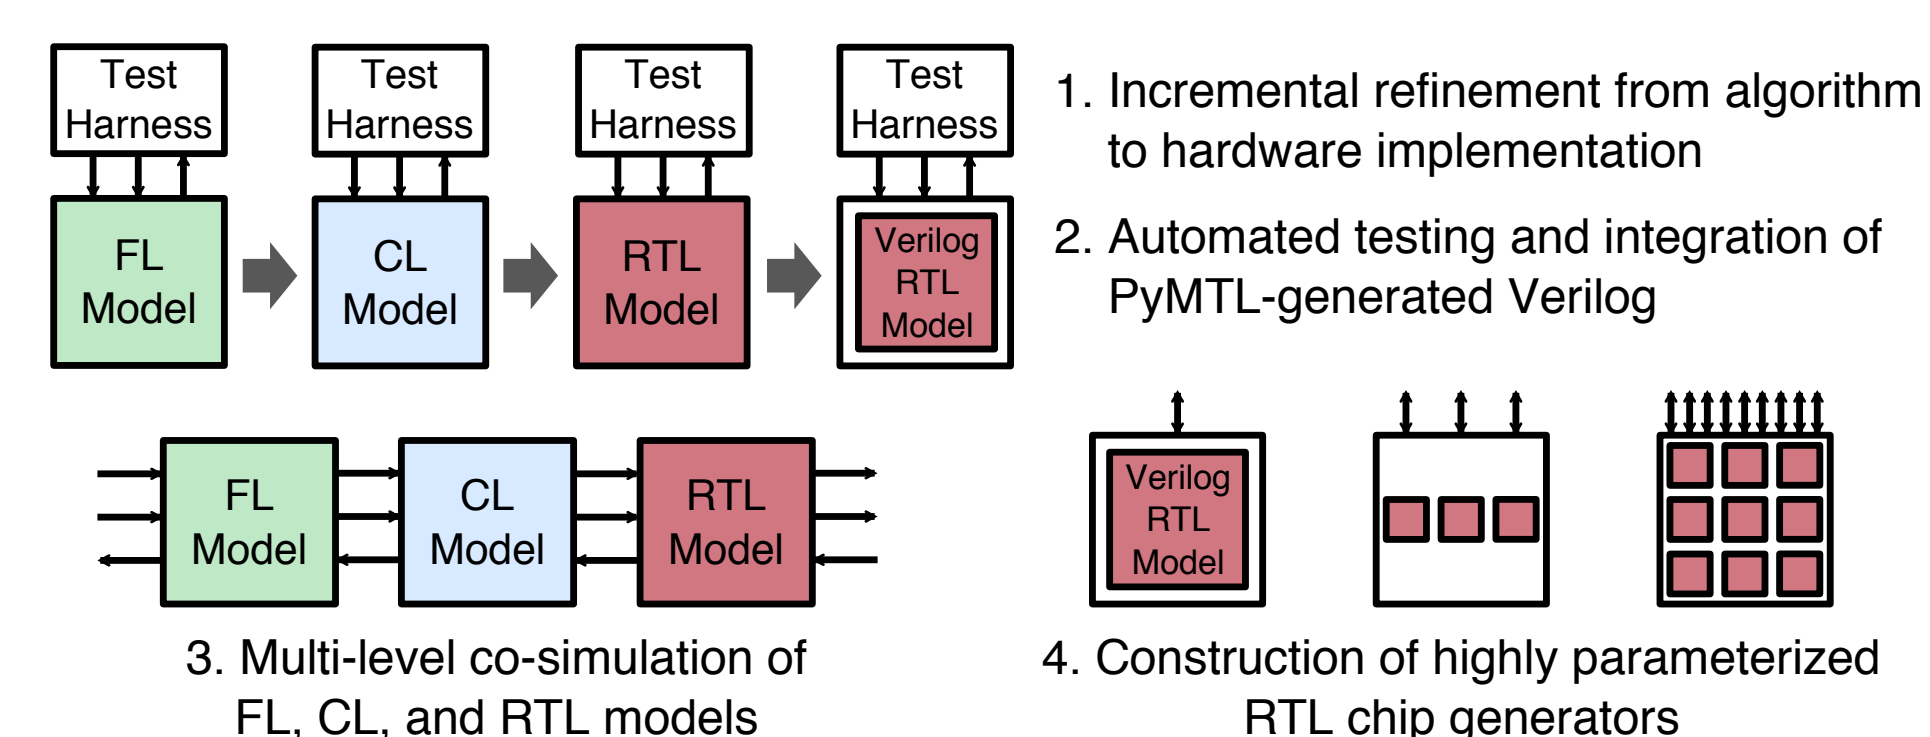 Test
Harness
Test
Harness
Test
Harness
Test
Harness
FL
Model
CL
Model
RTL
Model
Verilog
RTL
Model
1. Incremental refinement from algorithm
to hardware implementation
2. Automated testing and integration of
PyMTL-generated Verilog
FL
Model
CL
Model
RTL
Model
3. Multi-level co-simulation of
FL, CL, and RTL models
Verilog
RTL
Model
4. Construction of highly parameterized
RTL chip generators